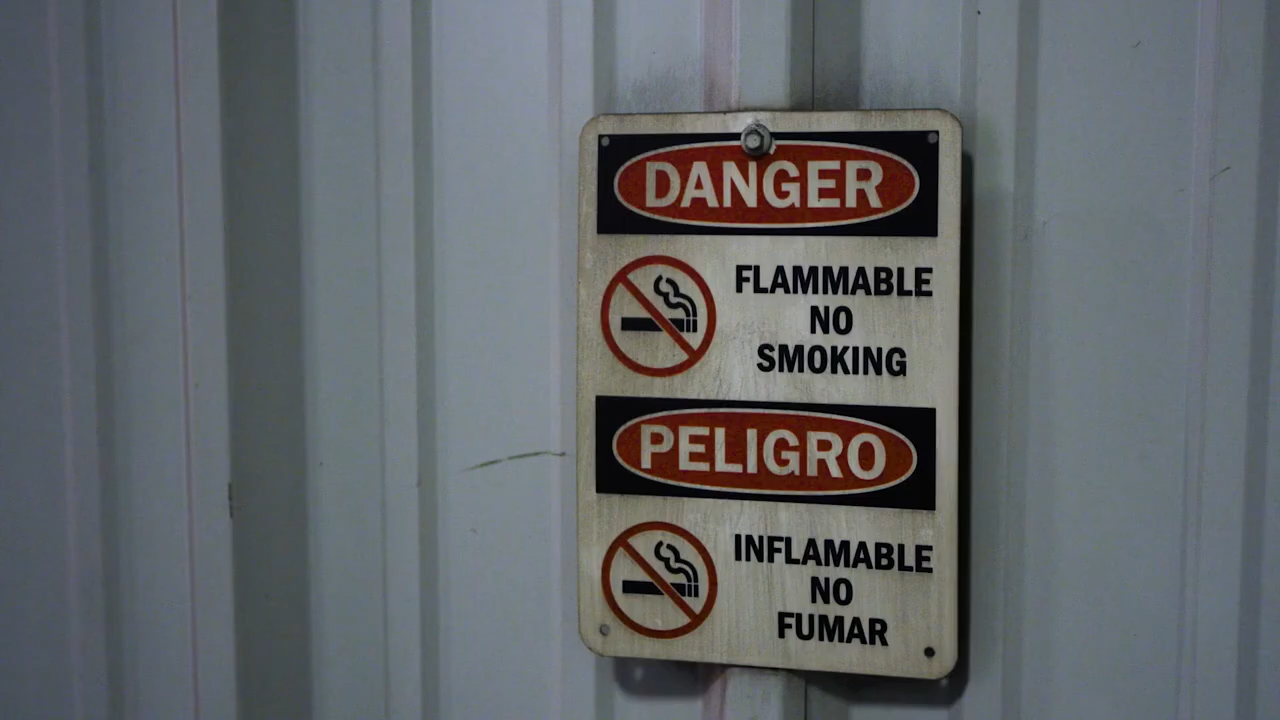 DANGER
FLAMMABLE
NO
SMOKING
PELIGRO
INFLAMABLE
NO
FUMAR